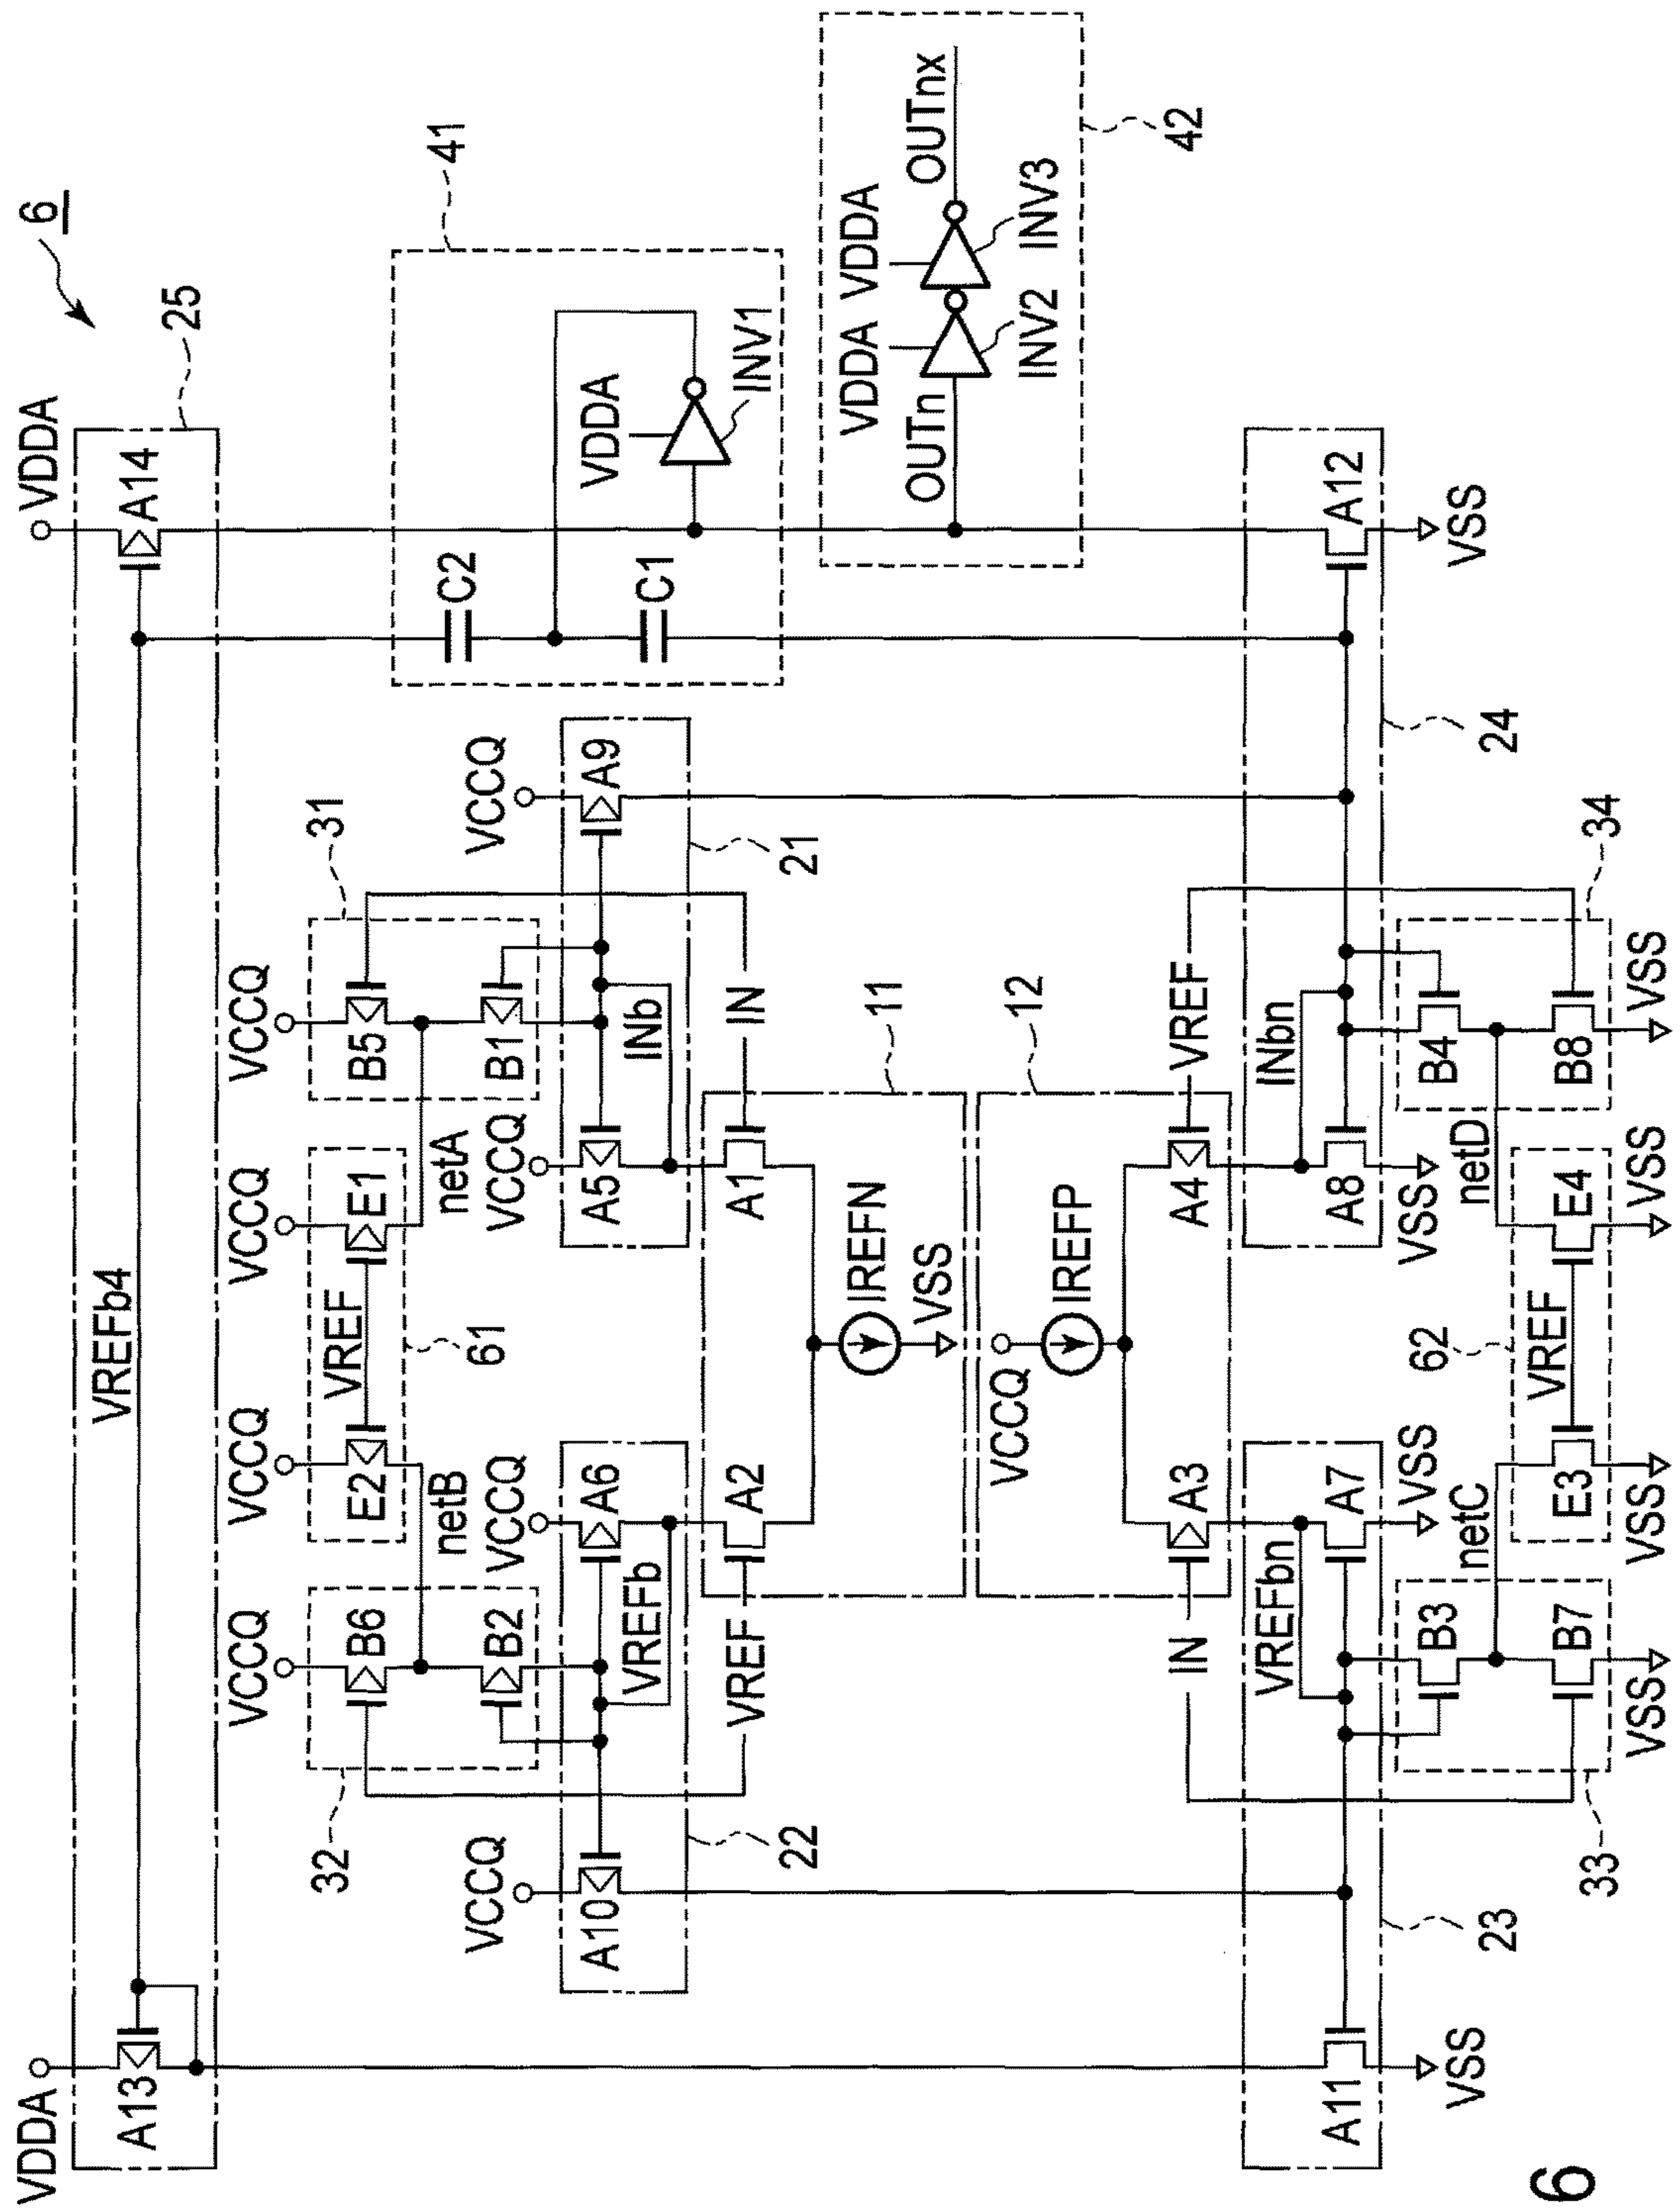 6
VDDA
VDDA
25
A13
VREFb4
A14
41
C2
C1
VDDA
INV1
42
VDDA
VDDA
OUTn
OUTnx
INV2
INV3
VCCQ
VCCQ
VCCQ
VCCQ
31
B6
E2
VREF
E1
B5
61
32
B2
netB
netA
B1
VCCQ
VCCQ
VCCQ
VCCQ
A10
A6
A5
A9
22
VREFb
INb
21
VREF
A2
A1
IN
11
IREFN
VSS
12
VCCQ
IREFP
IN
A3
A4
VREF
VREFbn
INbn
A11
A7
A8
A12
VSS
VSS
VSS
VSS
23
24
B3
netC
netD
B4
62
33
B7
E3
VREF
E4
B8
34
VSS
VSS
VSS
VSS
6